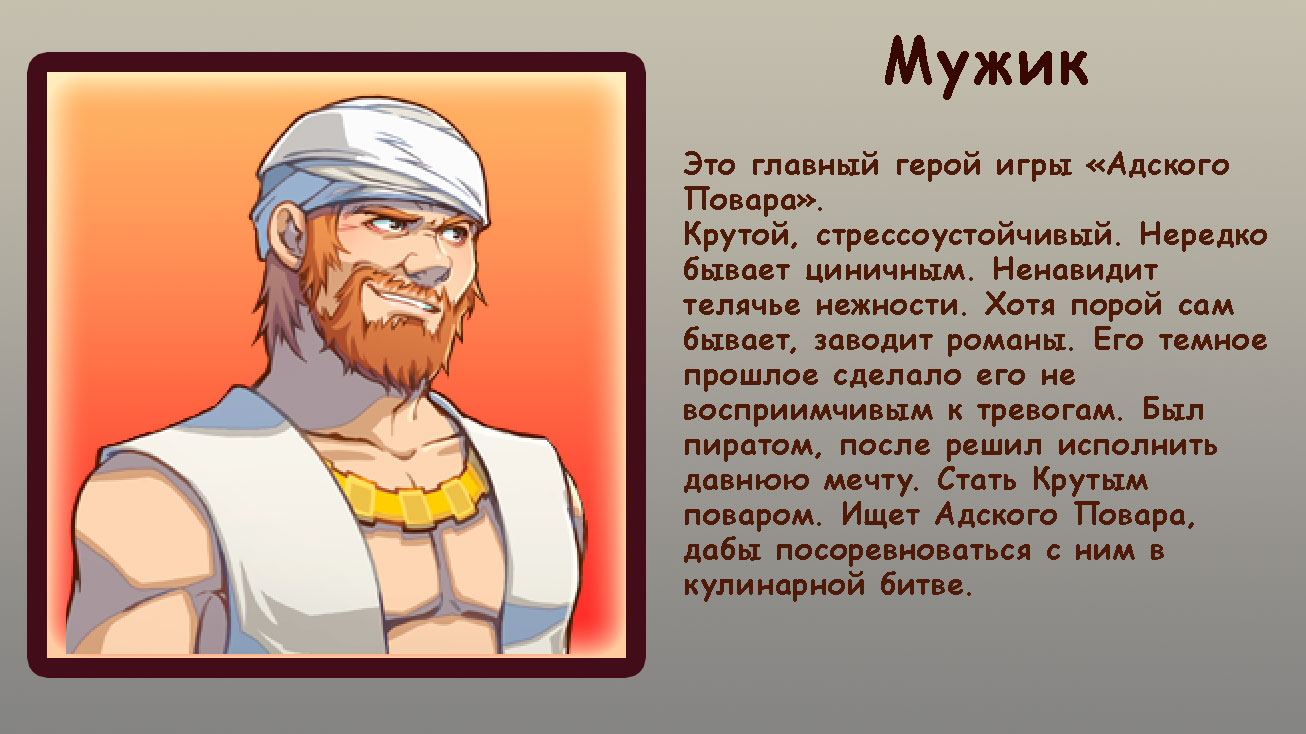 Мужик
Это главный герой игры «Адского
Повара».
Крутой, стрессоустойчивый. Нередко
бывает циничным. Ненавидит
телячье нежности. Хотя порой сам
бывает, заводит романы. Его темное
прошлое сделало его не
восприимчивым к тревогам. Был
пиратом, после решил исполнить
давнюю мечту. Стать Крутым
поваром. Ищет Адского Повара,
дабы посоревноваться с ним в
кулинарной битве.